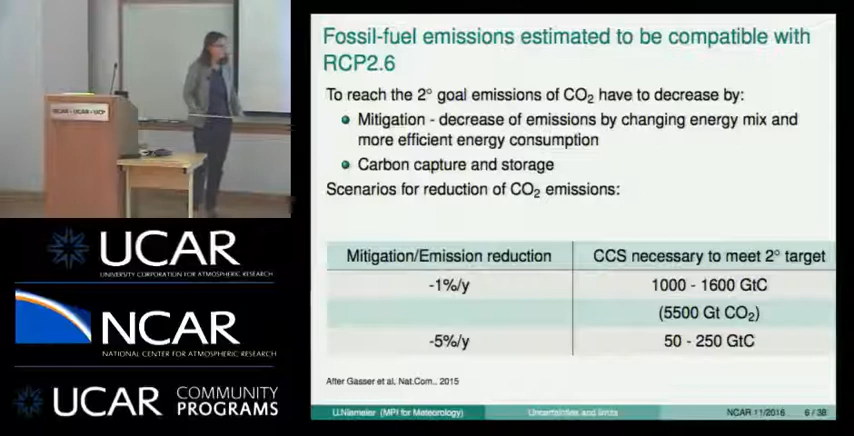 NCAR - UCAR - UCP
UCAR
UNIVERSITY CORPORATION FOR ATMOSPHERIC RESEARCH
NCAR
NATIONAL CENTER FOR ATMOSPHERIC RESEARCH
UCAR COMMUNITY PROGRAMS
Fossil-fuel emissions estimated to be compatible with
RCP2.6
To reach the 2° goal emissions of CO₂ have to decrease by:
Mitigation - decrease of emissions by changing energy mix and
more efficient energy consumption
Carbon capture and storage
Scenarios for reduction of CO₂ emissions:
Mitigation/Emission reduction CCS necessary to meet 2° target
-1%/y 1000 - 1600 GtC
(5500 Gt CO₂)
-5%/y 50 - 250 GtC
After Gasser et al, Nat.Com., 2015
U.Niemeier (MPI for Meteorology) Uncertainties and limits NCAR 11/2016 6 / 38